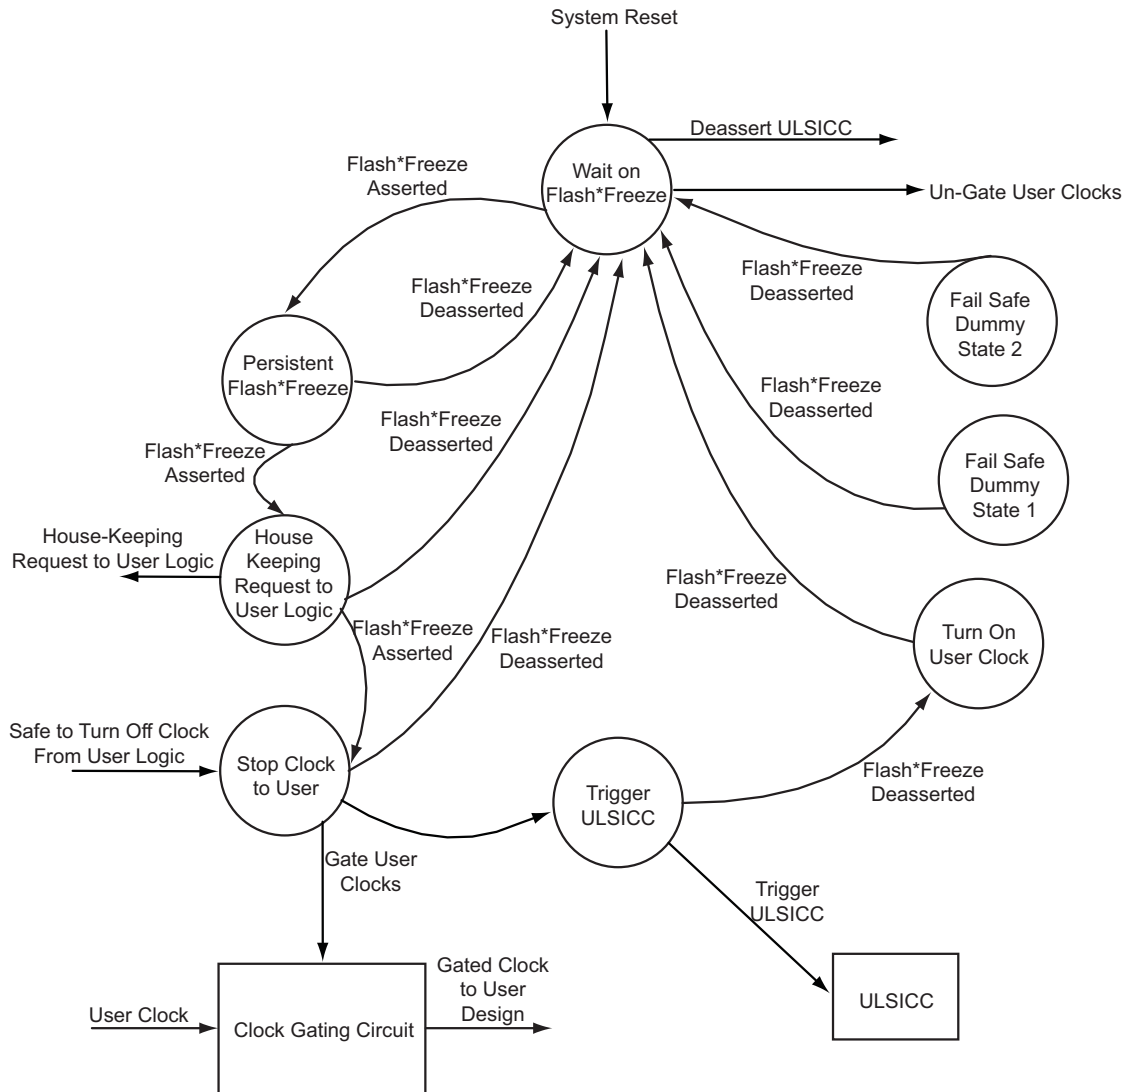 System Reset
Deassert ULSICC
Wait on
Flash*Freeze
Un-Gate User Clocks
Flash*Freeze
Asserted
Flash*Freeze
Deasserted
Flash*Freeze
Deasserted
Fail Safe
Dummy
State 2
Persistent
Flash*Freeze
Flash*Freeze
Deasserted
Flash*Freeze
Deasserted
Fail Safe
Dummy
State 1
Flash*Freeze
Asserted
House-Keeping
Request to User Logic
House
Keeping
Request to
User Logic
Flash*Freeze
Deasserted
Flash*Freeze
Asserted
Flash*Freeze
Deasserted
Turn On
User Clock
Safe to Turn Off Clock
From User Logic
Stop Clock
to User
Trigger
ULSICC
Flash*Freeze
Deasserted
Gate User
Clocks
Trigger
ULSICC
Gated Clock
to User
Design
User Clock
Clock Gating Circuit
ULSICC